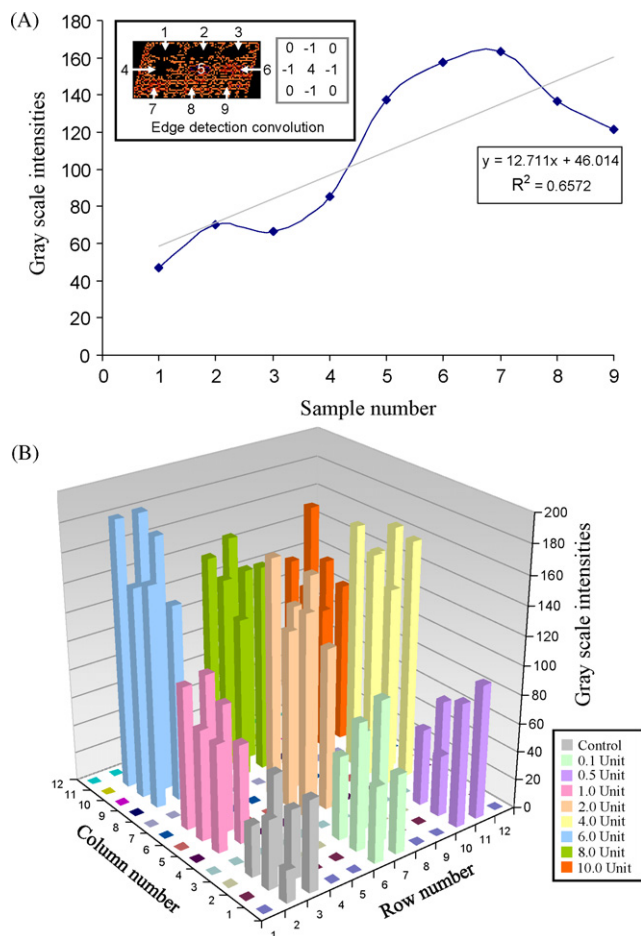 (A)
180
160
140
120
100
80
60
40
20
0
Gray scale intensities
1 2 3
4 5 6
7 8 9
0 -1 0
-1 4 -1
0 -1 0
Edge detection convolution
y = 12.711x + 46.014
R² = 0.6572
0 1 2 3 4 5 6 7 8 9
Sample number
(B)
200
180
160
140
120
100
80
60
40
20
0
Gray scale intensities
12
11
10
9
8
7
6
5
4
3
2
1
Column number
1
2
3
4
5
6
7
8
9
10
11
12
Row number
Control
0.1 Unit
0.5 Unit
1.0 Unit
2.0 Unit
4.0 Unit
6.0 Unit
8.0 Unit
10.0 Unit